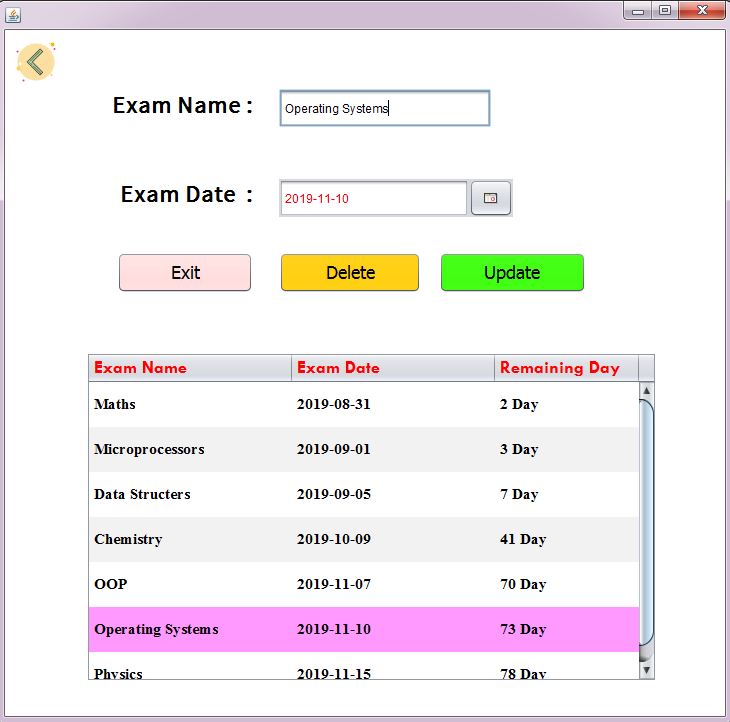 Exam Name :
Operating Systems
Exam Date :
2019-11-10
Exit Delete Update
Exam Name Exam Date Remaining Day
Maths 2019-08-31 2 Day
Microprocessors 2019-09-01 3 Day
Data Structers 2019-09-05 7 Day
Chemistry 2019-10-09 41 Day
OOP 2019-11-07 70 Day
Operating Systems 2019-11-10 73 Day
Physics 2019-11-15 78 Day